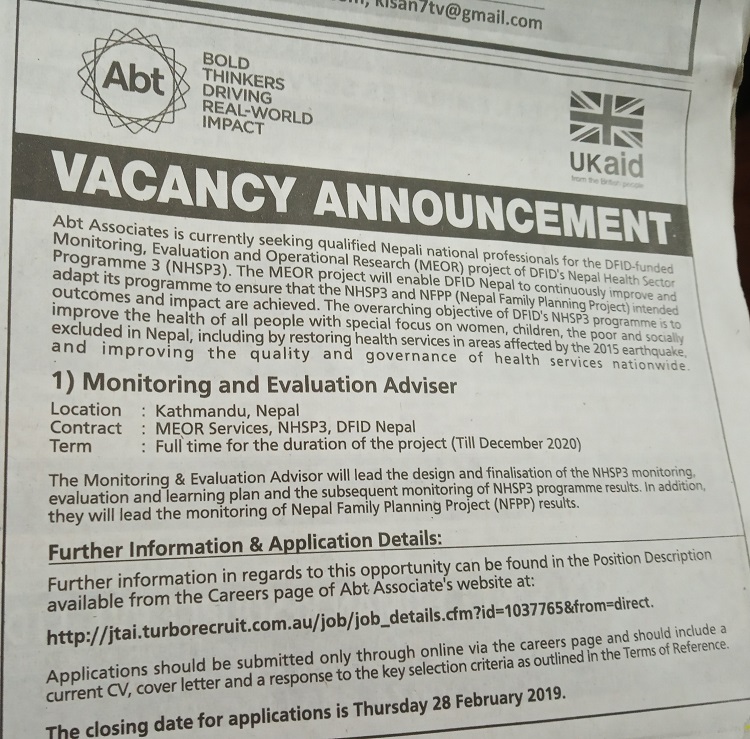 kisan7tv@gmail.com
Abt
BOLD
THINKERS
DRIVING
REAL-WORLD
IMPACT
UKaid
from the British people
VACANCY ANNOUNCEMENT
Abt Associates is currently seeking qualified Nepali national professionals for the DFID-funded
Monitoring, Evaluation and Operational Research (MEOR) project of DFID's Nepal Health Sector
Programme 3 (NHSP3). The MEOR project will enable DFID Nepal to continuously improve and
adapt its programme to ensure that the NHSP3 and NFPP (Nepal Family Planning Project) intended
outcomes and impact are achieved. The overarching objective of DFID's NHSP3 programme is to
improve the health of all people with special focus on women, children, the poor and socially
excluded in Nepal, including by restoring health services in areas affected by the 2015 earthquake,
and improving the quality and governance of health services nationwide.
1) Monitoring and Evaluation Adviser
Location : Kathmandu, Nepal
Contract : MEOR Services, NHSP3, DFID Nepal
Term : Full time for the duration of the project (Till December 2020)
The Monitoring & Evaluation Advisor will lead the design and finalisation of the NHSP3 monitoring,
evaluation and learning plan and the subsequent monitoring of NHSP3 programme results. In addition,
they will lead the monitoring of Nepal Family Planning Project (NFPP) results.
Further Information & Application Details:
Further information in regards to this opportunity can be found in the Position Description
available from the Careers page of Abt Associate's website at:
http://jtai.turborecruit.com.au/job/job_details.cfm?id=1037765&from=direct.
Applications should be submitted only through online via the careers page and should include a
current CV, cover letter and a response to the key selection criteria as outlined in the Terms of Reference.
The closing date for applications is Thursday 28 February 2019.